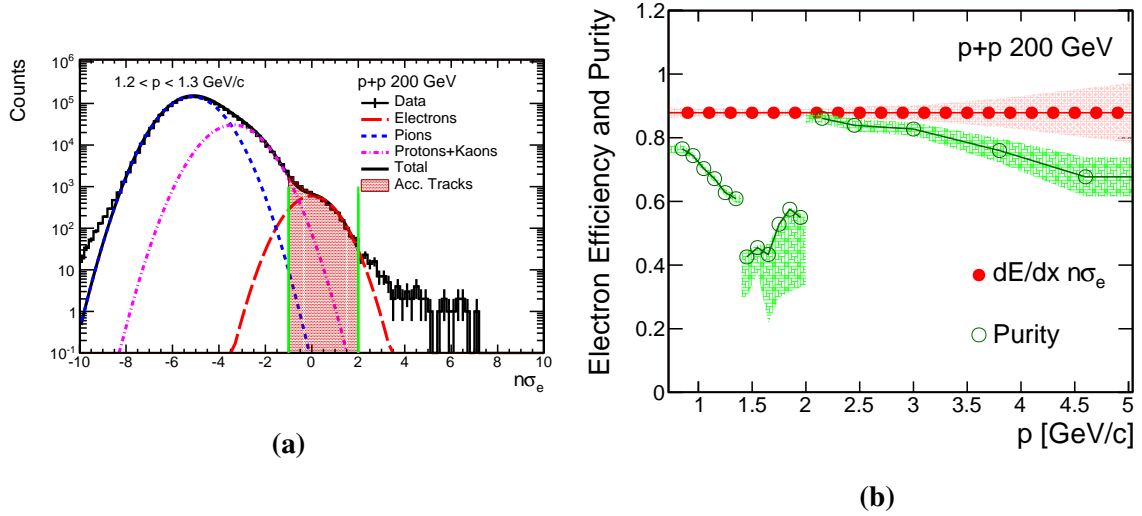 1.2 < p < 1.3 GeV/c
p+p 200 GeV
Data
Electrons
Pions
Protons+Kaons
Total
Acc. Tracks
Counts
10^6
10^5
10^4
10^3
10^2
10
1
10^-1
-10 -8 -6 -4 -2 0 2 4 6 8 10
nσe
(a)
p+p 200 GeV
Electron Efficiency and Purity
1.2
1
0.8
0.6
0.4
0.2
0
dE/dx nσe
Purity
1 1.5 2 2.5 3 3.5 4 4.5 5
p [GeV/c]
(b)